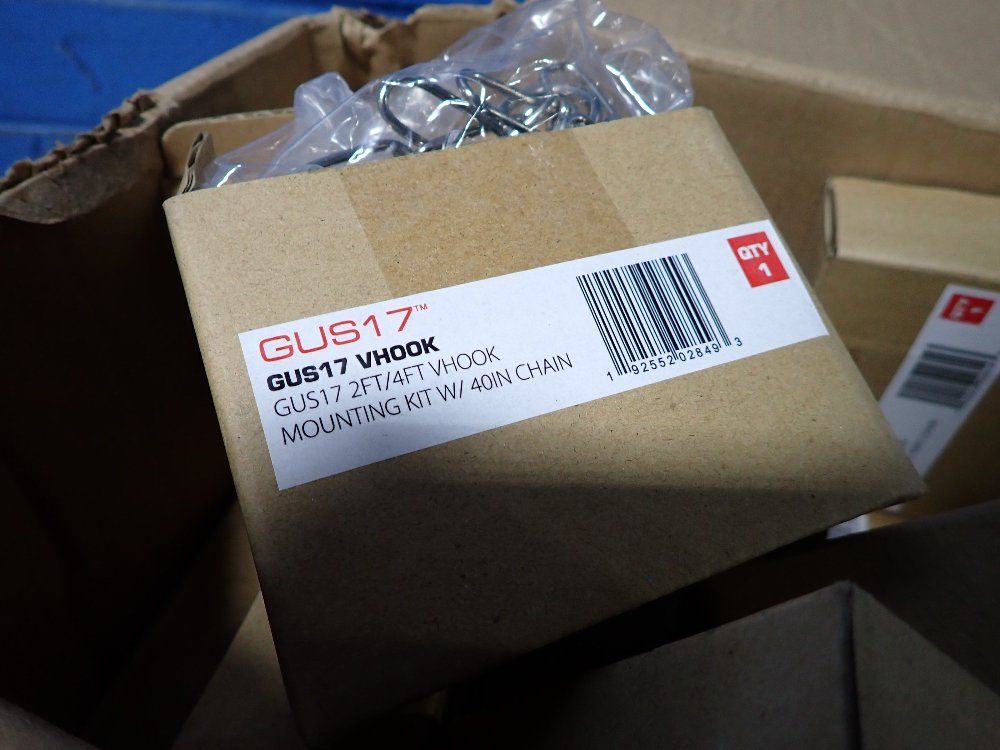 GUS17™
GUS17 VHOOK
GUS17 2FT/4FT VHOOK
MOUNTING KIT W/ 40IN CHAIN
1 92552 02849 3
QTY
1